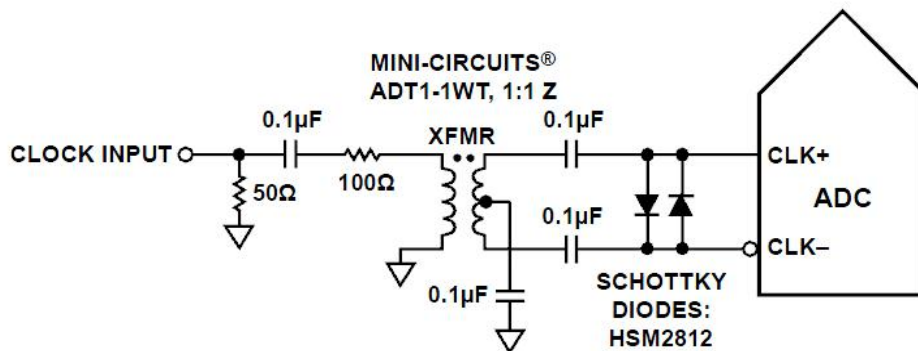 MINI-CIRCUITS®
ADT1-1WT, 1:1 Z
0.1µF
XFMR
0.1µF
CLOCK INPUT
50Ω
100Ω
CLK+
ADC
0.1µF
CLK–
0.1µF
SCHOTTKY
DIODES:
HSM2812